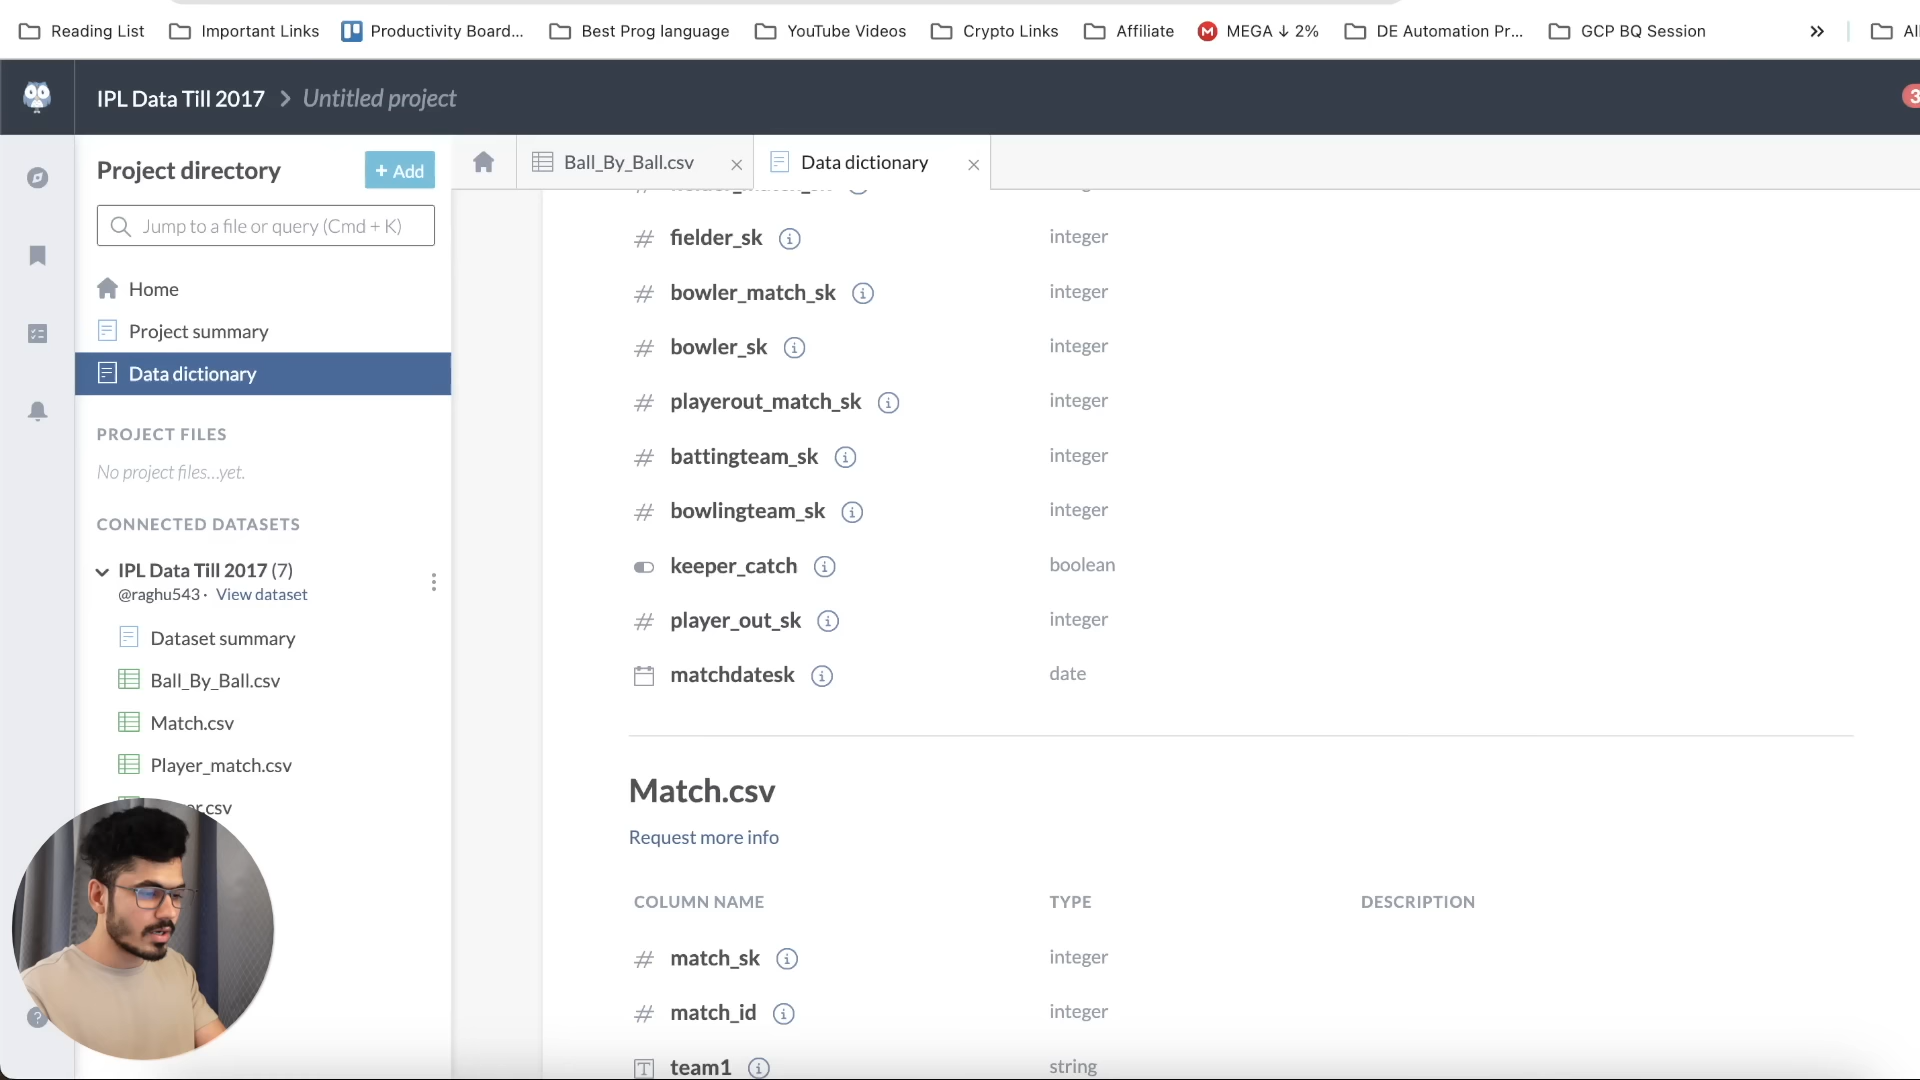 Reading List Important Links Productivity Board... Best Prog language YouTube Videos Crypto Links Affiliate MEGA ↓ 2% DE Automation Pr... GCP BQ Session »
IPL Data Till 2017 > Untitled project 3
Project directory + Add
Jump to a file or query (Cmd + K)
Home
Project summary
Data dictionary
PROJECT FILES
No project files...yet.
CONNECTED DATASETS
IPL Data Till 2017 (7)
@raghu543 · View dataset
Dataset summary
Ball_By_Ball.csv
Match.csv
Player_match.csv
Ball_By_Ball.csv Data dictionary
fielder_sk integer
bowler_match_sk integer
bowler_sk integer
playerout_match_sk integer
battingteam_sk integer
bowlingteam_sk integer
keeper_catch boolean
player_out_sk integer
matchdatesk date
Match.csv
Request more info
COLUMN NAME TYPE DESCRIPTION
match_sk integer
match_id integer
team1 string